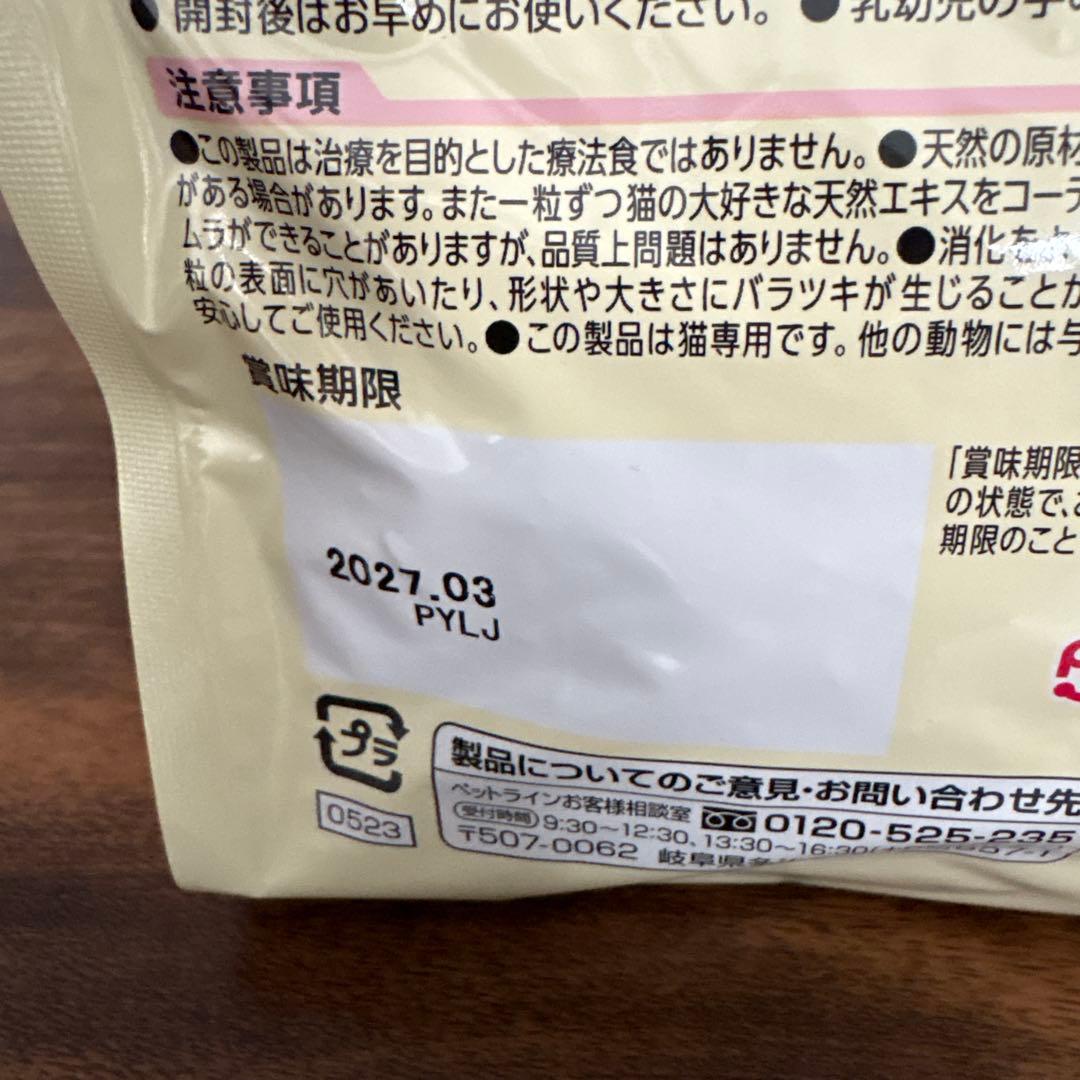 ● 開封後はお早めにお使いください。 ● 乳幼児の手の
注意事項
●この製品は治療を目的とした療法食ではありません。 ●天然の原材
がある場合があります。また一粒ずつ猫の大好きな天然エキスをコーテ
ムラができることがありますが、品質上問題はありません。 ●消化を
粒の表面に穴があいたり、形状や大きさにバラツキが生じることが
安心してご使用ください。 ●この製品は猫専用です。他の動物には与
賞味期限
「賞味期限
の状態で、
期限のこと
2027.03
PYLJ
プラ
0523
製品についてのご意見・お問い合わせ先
ペットラインお客様相談室 0120-525-235
受付時間 9:30〜12:30、13:30〜16:30
〒507-0062 岐阜県多